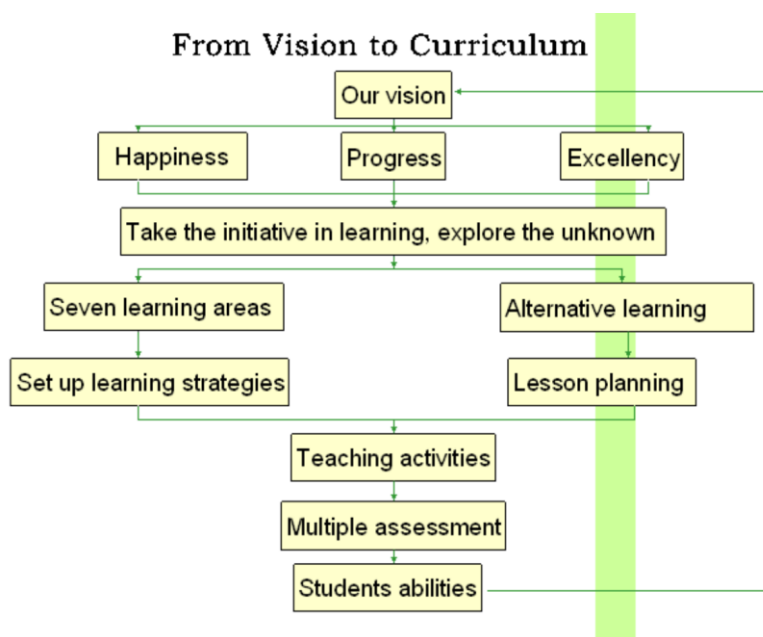 From Vision to Curriculum
Our vision
Happiness
Progress
Excellency
Take the initiative in learning, explore the unknown
Seven learning areas
Alternative learning
Set up learning strategies
Lesson planning
Teaching activities
Multiple assessment
Students abilities